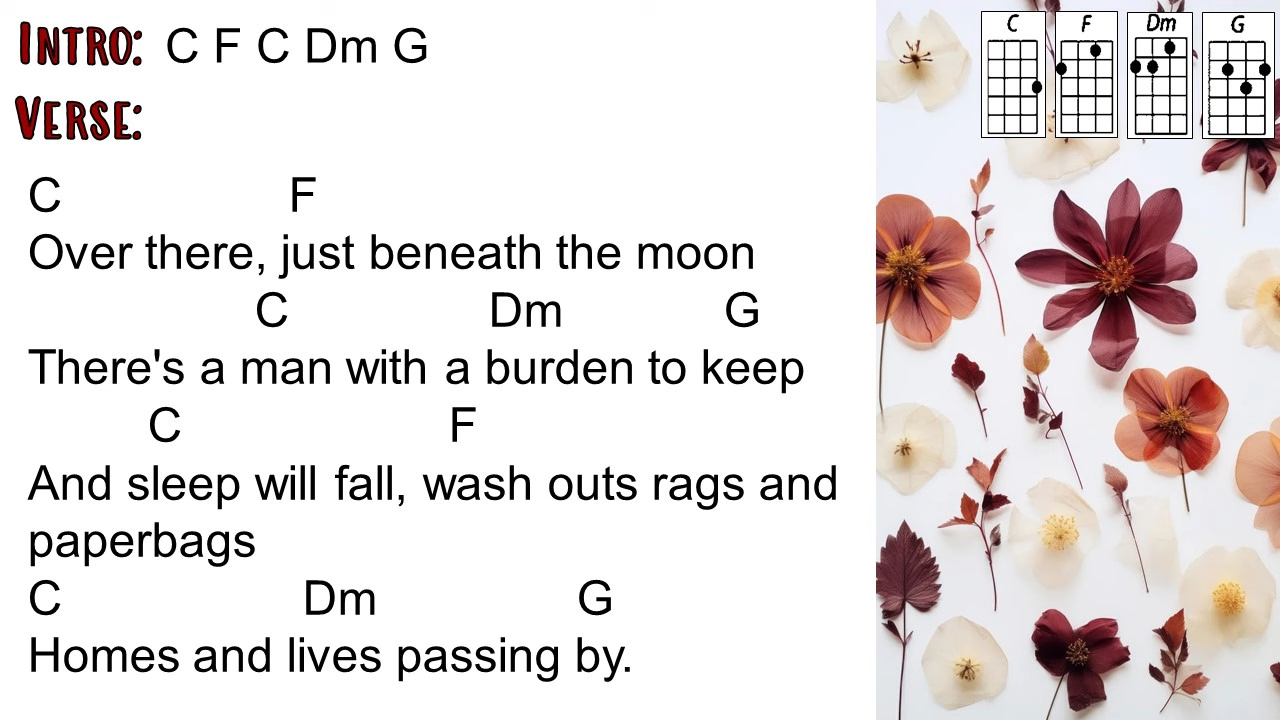 INTRO: C F C Dm G
VERSE:
C F
Over there, just beneath the moon
C Dm G
There's a man with a burden to keep
C F
And sleep will fall, wash outs rags and
paperbags
C Dm G
Homes and lives passing by.
C F Dm G